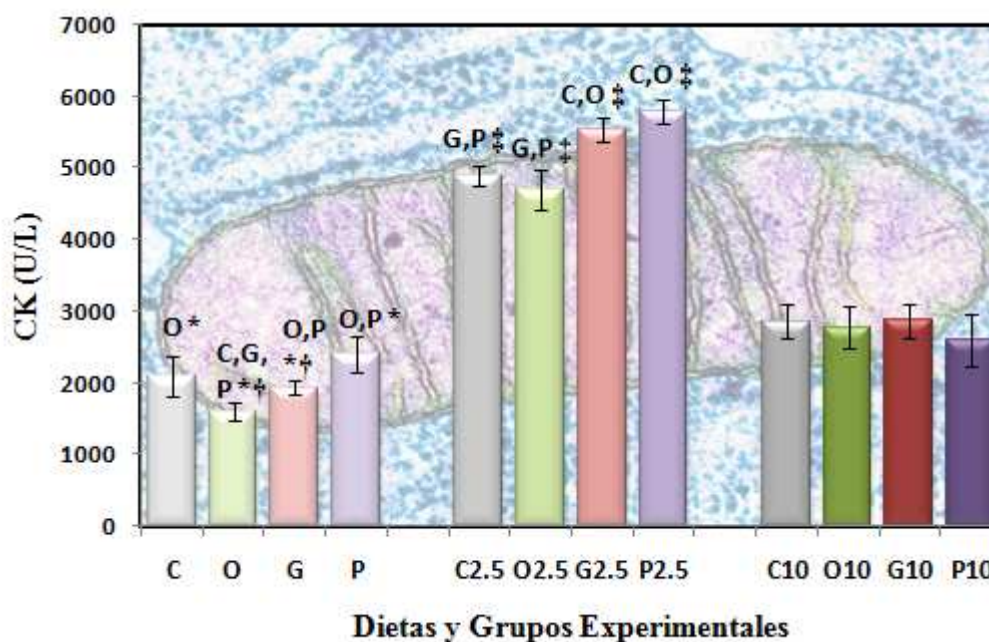 7000
6000
5000
4000
3000
2000
1000
0
CK (U/L)
O *
C,G,
P *†
O,P
*†
O,P *
G,P ‡
G,P ‡
C,O ‡
C,O ‡
C O G P C2.5 O2.5 G2.5 P2.5 C10 O10 G10 P10
Dietas y Grupos Experimentales